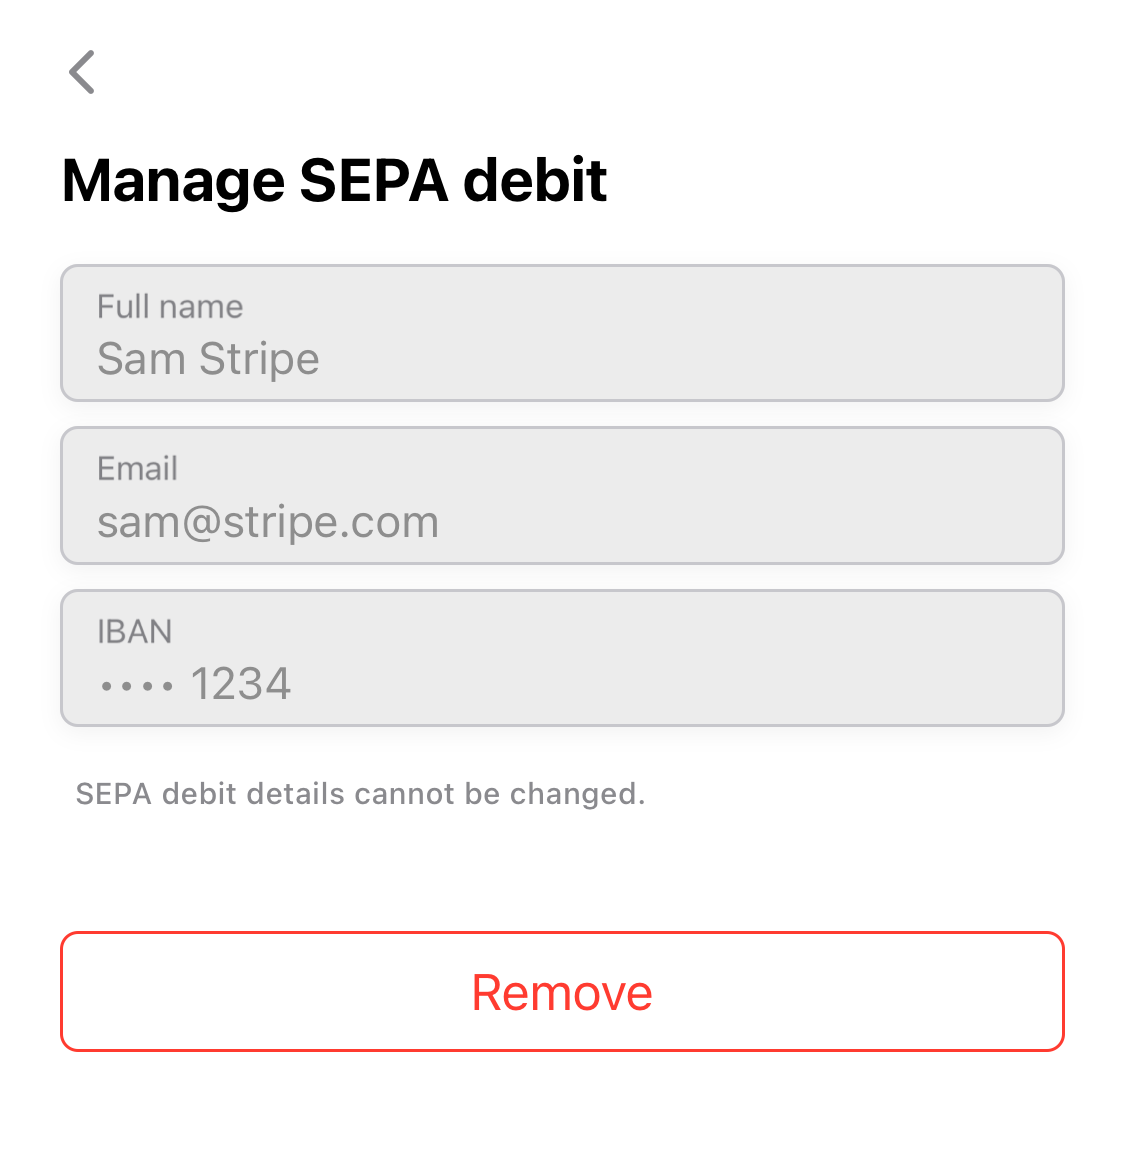 Manage SEPA debit
Full name
Sam Stripe
Email
sam@stripe.com
IBAN
•••• 1234
SEPA debit details cannot be changed.
Remove